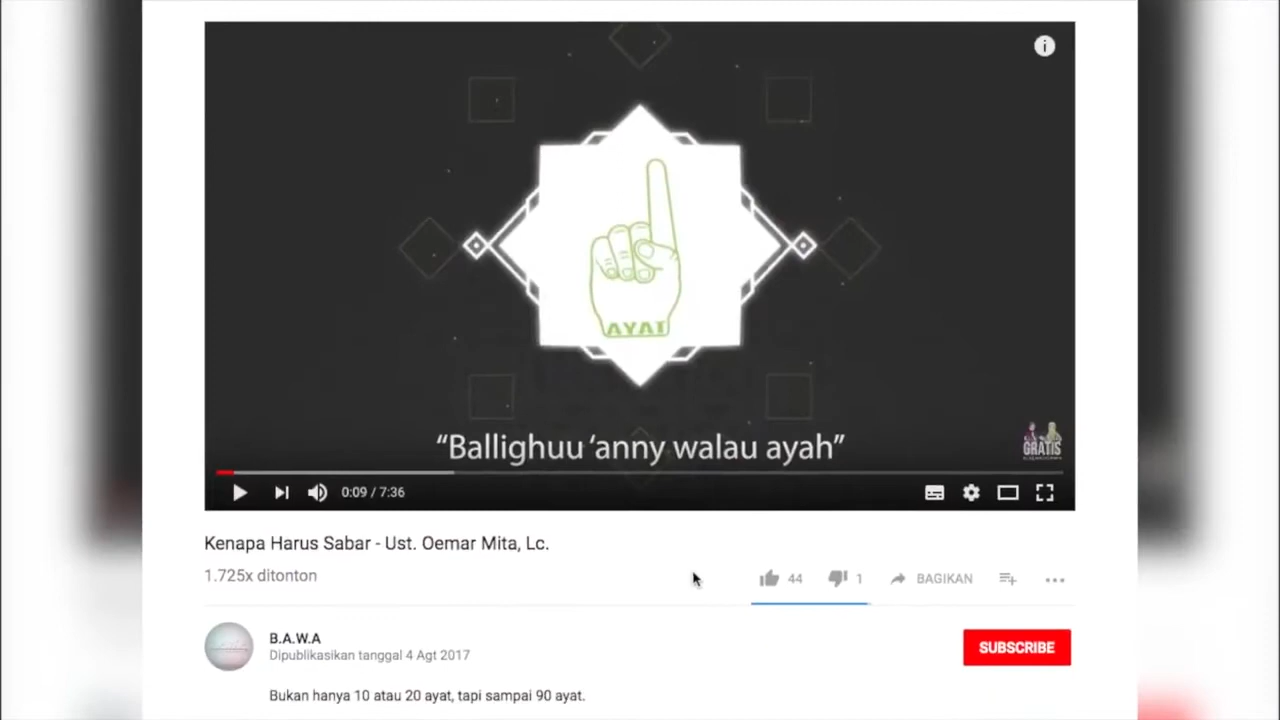 AYAT
“Ballighuu ‘anny walau ayah”
GRATIS
0:09 / 7:36
Kenapa Harus Sabar - Ust. Oemar Mita, Lc.
1.725x ditonton
44
1
BAGIKAN
B.A.W.A
Dipublikasikan tanggal 4 Agt 2017
SUBSCRIBE
Bukan hanya 10 atau 20 ayat, tapi sampai 90 ayat.